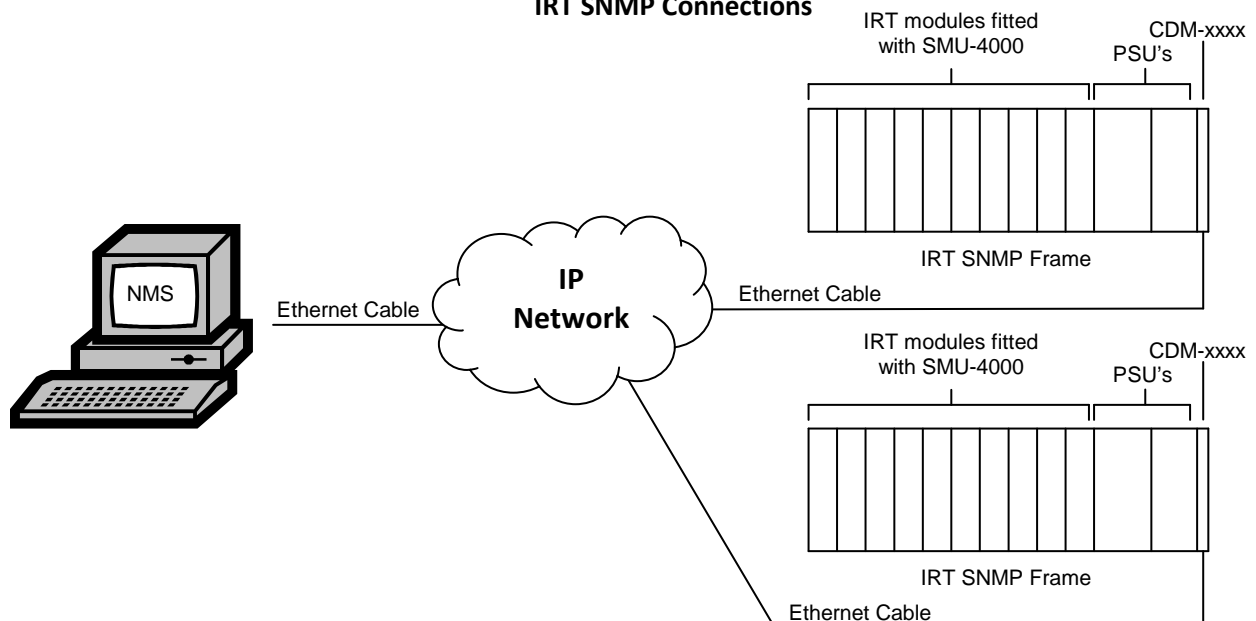 IRT SNMP Connections
IRT modules fitted
with SMU-4000
PSU's
CDM-xxxx
IRT SNMP Frame
NMS
Ethernet Cable
IP
Network
Ethernet Cable
IRT modules fitted
with SMU-4000
PSU's
CDM-xxxx
IRT SNMP Frame
Ethernet Cable